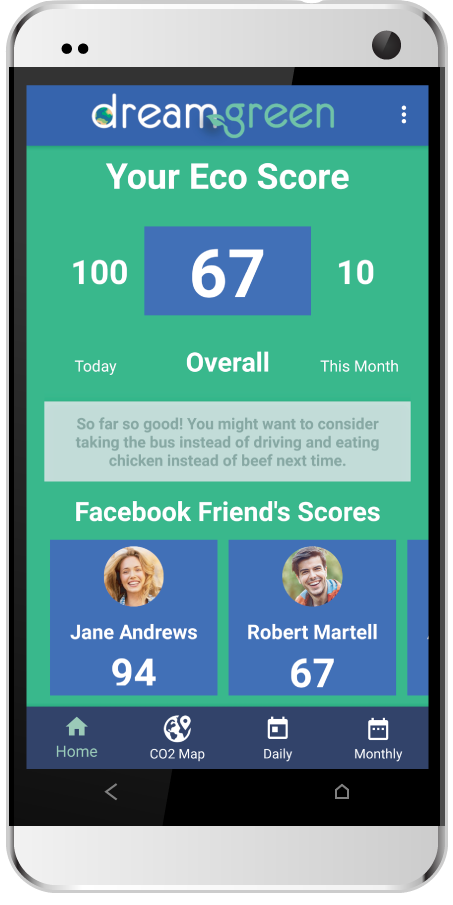 dreamgreen
Your Eco Score
100 67 10
Today Overall This Month
So far so good! You might want to consider
taking the bus instead of driving and eating
chicken instead of beef next time.
Facebook Friend's Scores
Jane Andrews Robert Martell
94 67
Home CO2 Map Daily Monthly